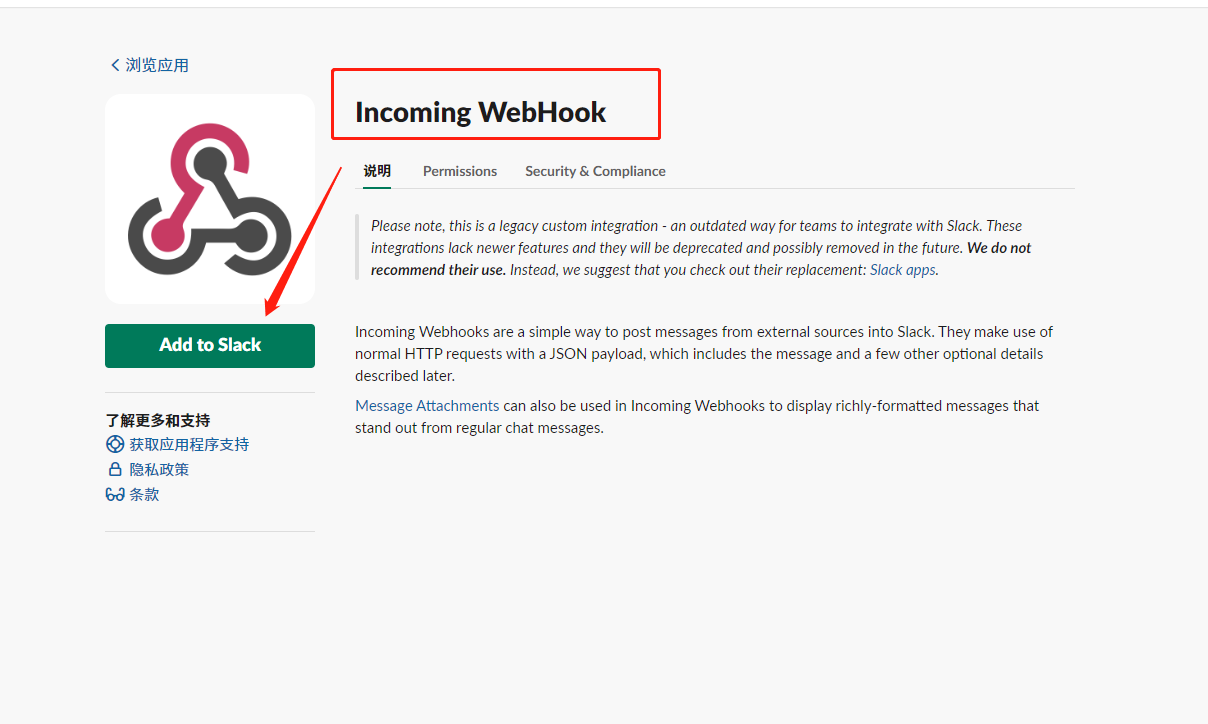 浏览应用
Incoming WebHook
说明 Permissions Security & Compliance
Please note, this is a legacy custom integration - an outdated way for teams to integrate with Slack. These
integrations lack newer features and they will be deprecated and possibly removed in the future. We do not
recommend their use. Instead, we suggest that you check out their replacement: Slack apps.
Add to Slack
Incoming Webhooks are a simple way to post messages from external sources into Slack. They make use of
normal HTTP requests with a JSON payload, which includes the message and a few other optional details
described later.
Message Attachments can also be used in Incoming Webhooks to display richly-formatted messages that
stand out from regular chat messages.
了解更多和支持
获取应用程序支持
隐私政策
条款